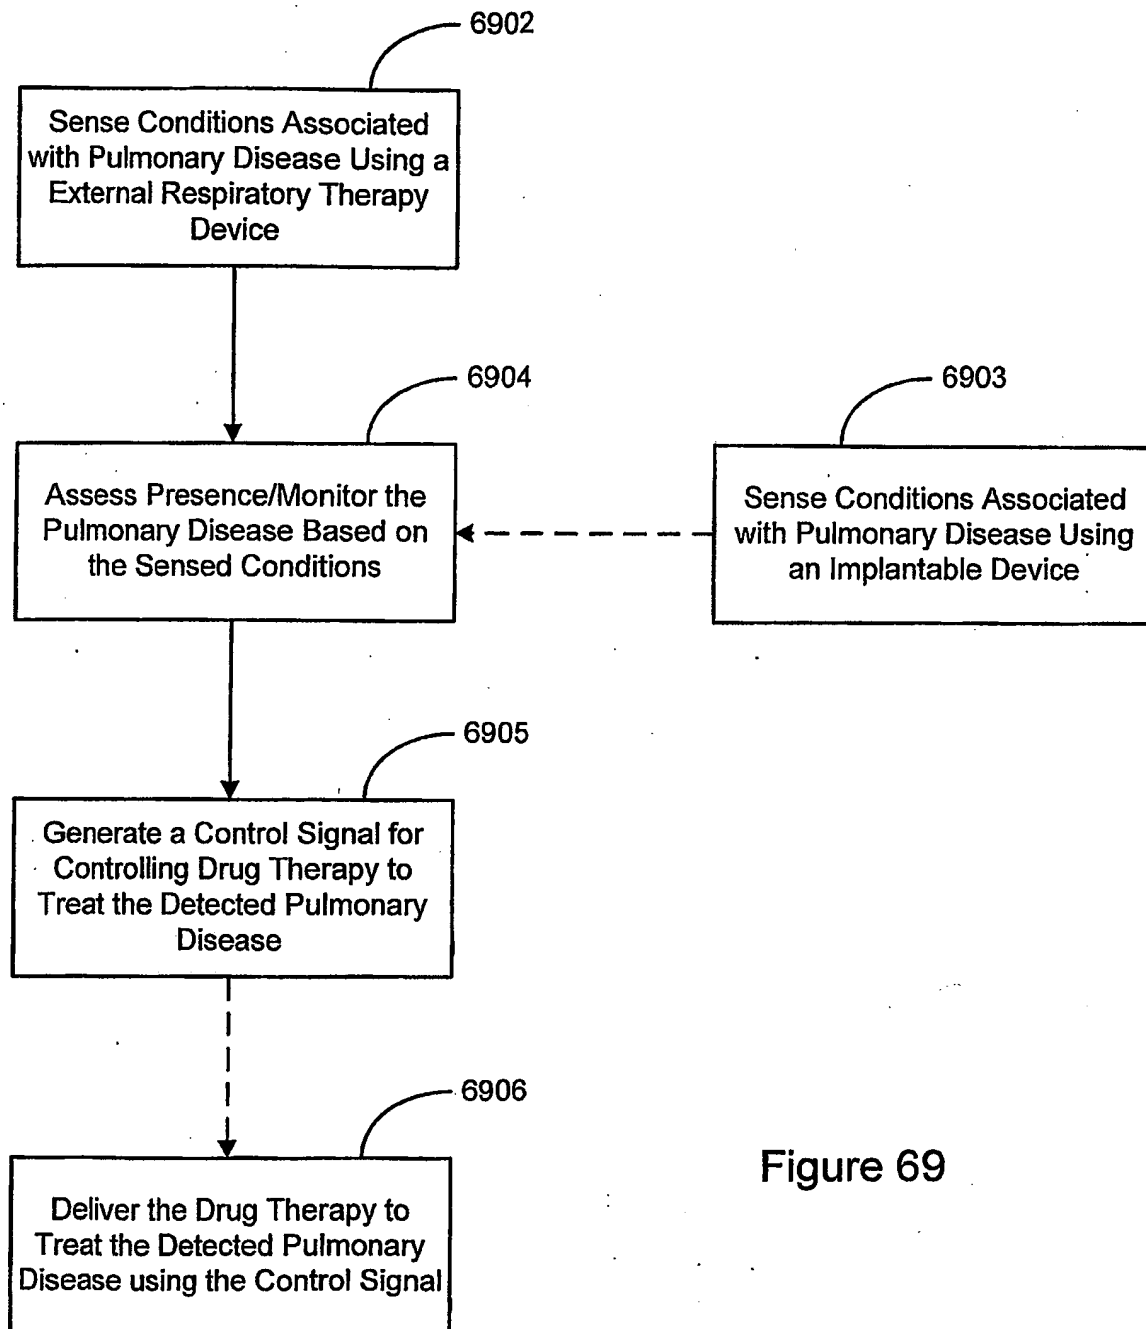 6902
Sense Conditions Associated
with Pulmonary Disease Using a
External Respiratory Therapy
Device
6904
Assess Presence/Monitor the
Pulmonary Disease Based on
the Sensed Conditions
6903
Sense Conditions Associated
with Pulmonary Disease Using
an Implantable Device
6905
Generate a Control Signal for
Controlling Drug Therapy to
Treat the Detected Pulmonary
Disease
6906
Deliver the Drug Therapy to
Treat the Detected Pulmonary
Disease using the Control Signal
Figure 69